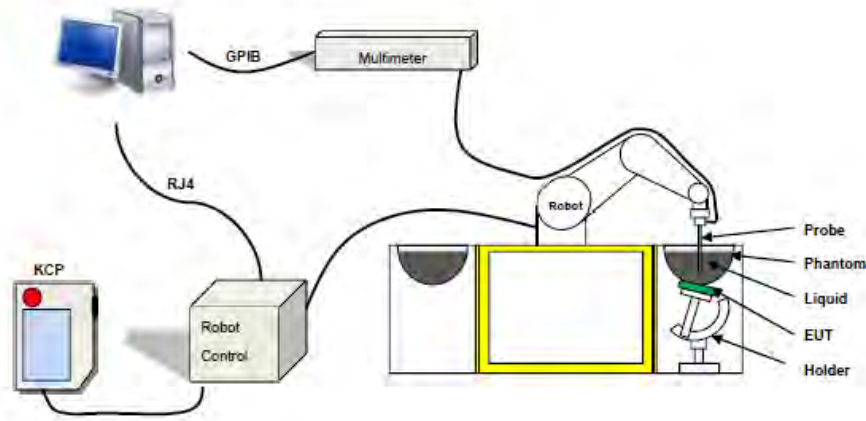 GPIB
Multimeter
RJ4
Robot
Probe
Phantom
KCP
Liquid
Robot
Control
EUT
Holder